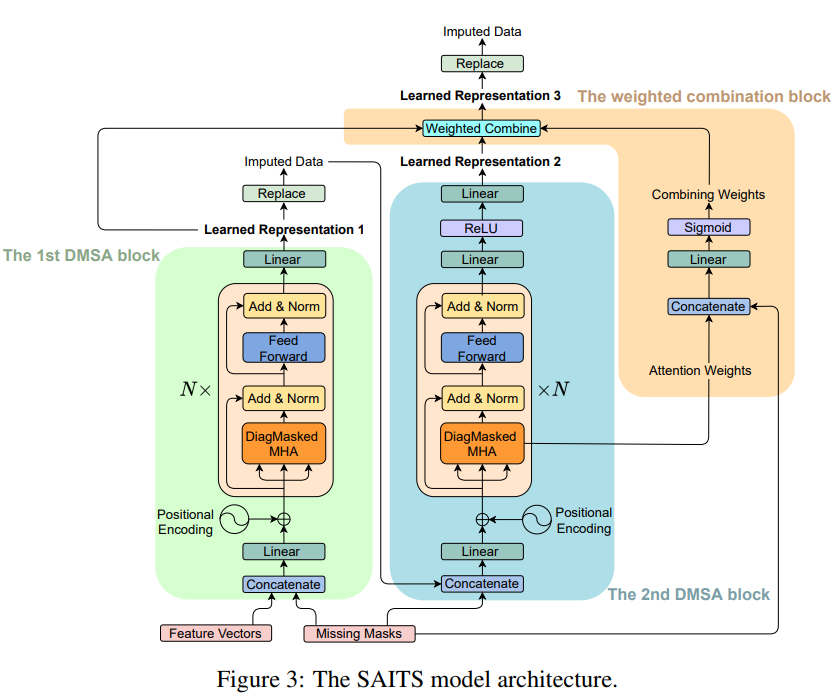 Imputed Data
Replace
Learned Representation 3
The weighted combination block
Weighted Combine
Imputed Data
Learned Representation 2
Replace
Linear
Combining Weights
Learned Representation 1
ReLU
Sigmoid
The 1st DMSA block
Linear
Linear
Linear
Add & Norm
Add & Norm
Concatenate
Feed
Forward
Feed
Forward
Attention Weights
N×
Add & Norm
Add & Norm
×N
DiagMasked
MHA
DiagMasked
MHA
Positional
Encoding
Positional
Encoding
Linear
Linear
Concatenate
Concatenate
The 2nd DMSA block
Feature Vectors
Missing Masks
Figure 3: The SAITS model architecture.